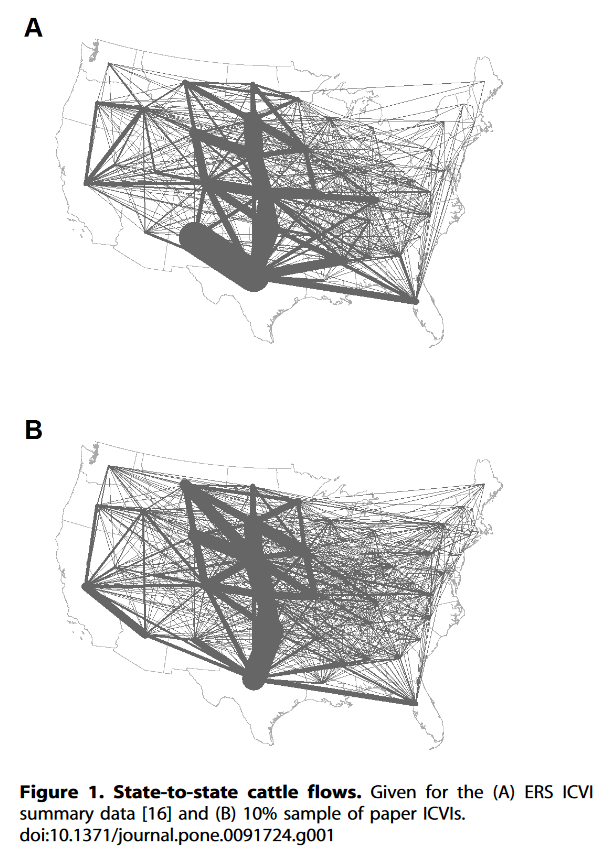 A
B
Figure 1. State-to-state cattle flows. Given for the (A) ERS ICVI
summary data [16] and (B) 10% sample of paper ICVIs.
doi:10.1371/journal.pone.0091724.g001